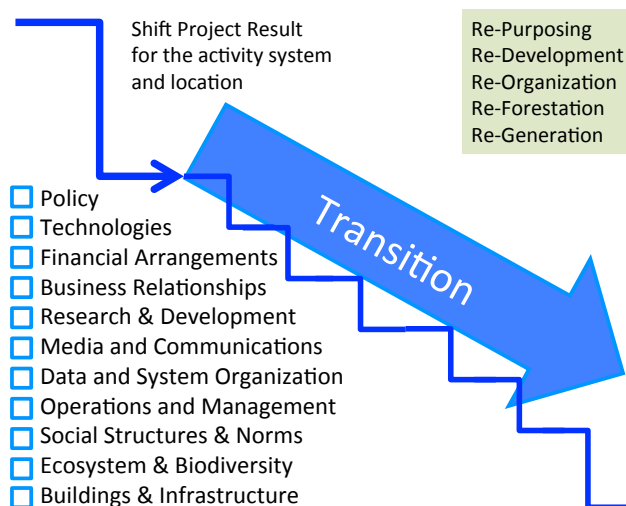 Shift Project Result
for the activity system
and location
Re-Purposing
Re-Development
Re-Organization
Re-Forestation
Re-Generation
Transition
Policy
Technologies
Financial Arrangements
Business Relationships
Research & Development
Media and Communications
Data and System Organization
Operations and Management
Social Structures & Norms
Ecosystem & Biodiversity
Buildings & Infrastructure